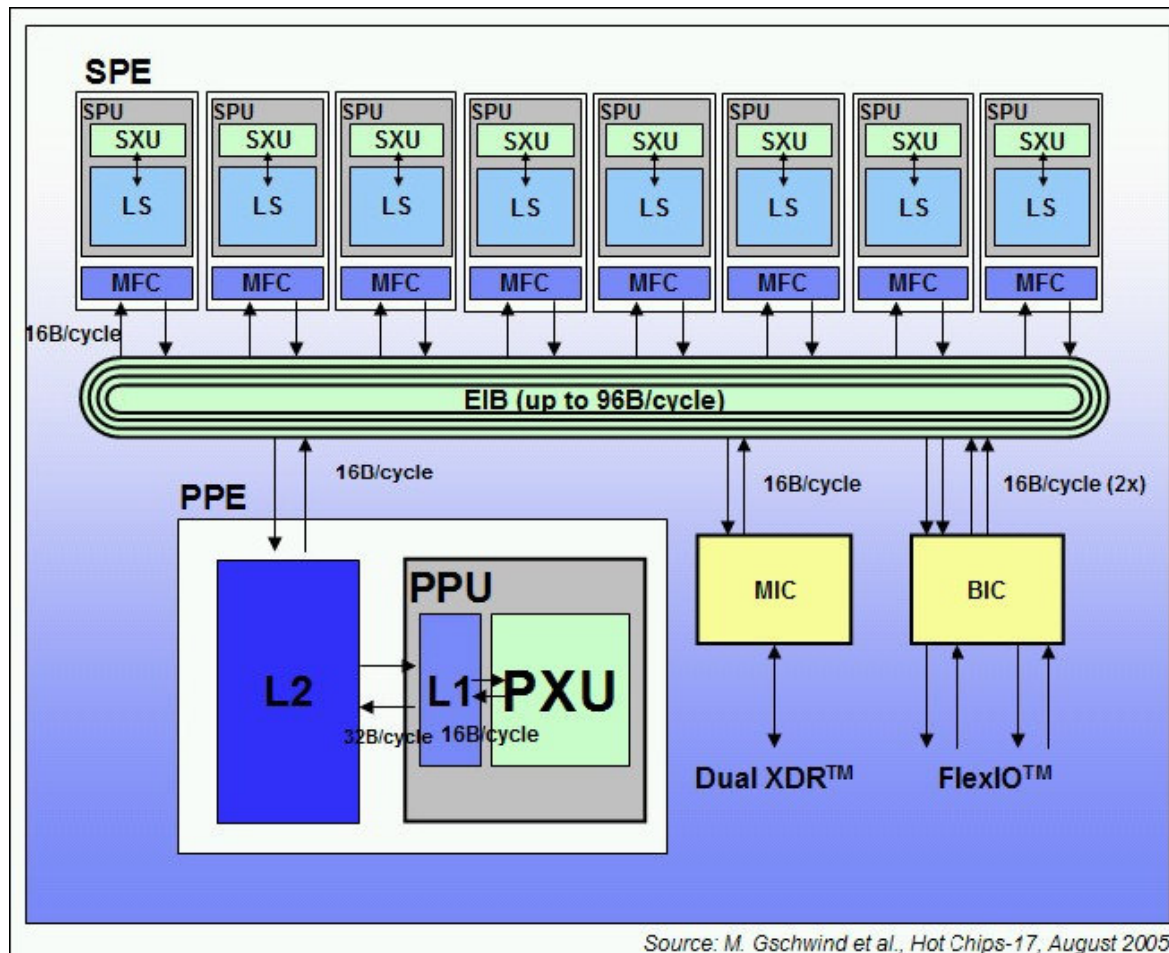 SPE
SPU SPU SPU SPU SPU SPU SPU SPU
SXU SXU SXU SXU SXU SXU SXU SXU
LS LS LS LS LS LS LS LS
MFC MFC MFC MFC MFC MFC MFC MFC
16B/cycle
EIB (up to 96B/cycle)
16B/cycle 16B/cycle 16B/cycle (2x)
PPE
PPU
MIC BIC
L2 L1 PXU
32B/cycle 16B/cycle
Dual XDR™ FlexIO™
Source: M. Gschwind et al., Hot Chips-17, August 2005